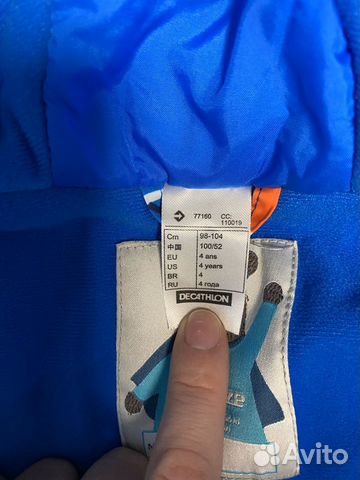 77160 CC: 110019
Cm 98-104
中国 100/52
EU 4 ans
US 4 years
BR 4
RU 4 года
DECATHLON
Avito